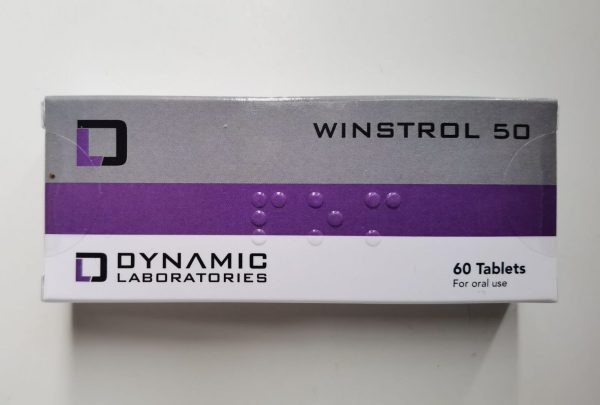 WINSTROL 50
DYNAMIC
LABORATORIES
60 Tablets
For oral use